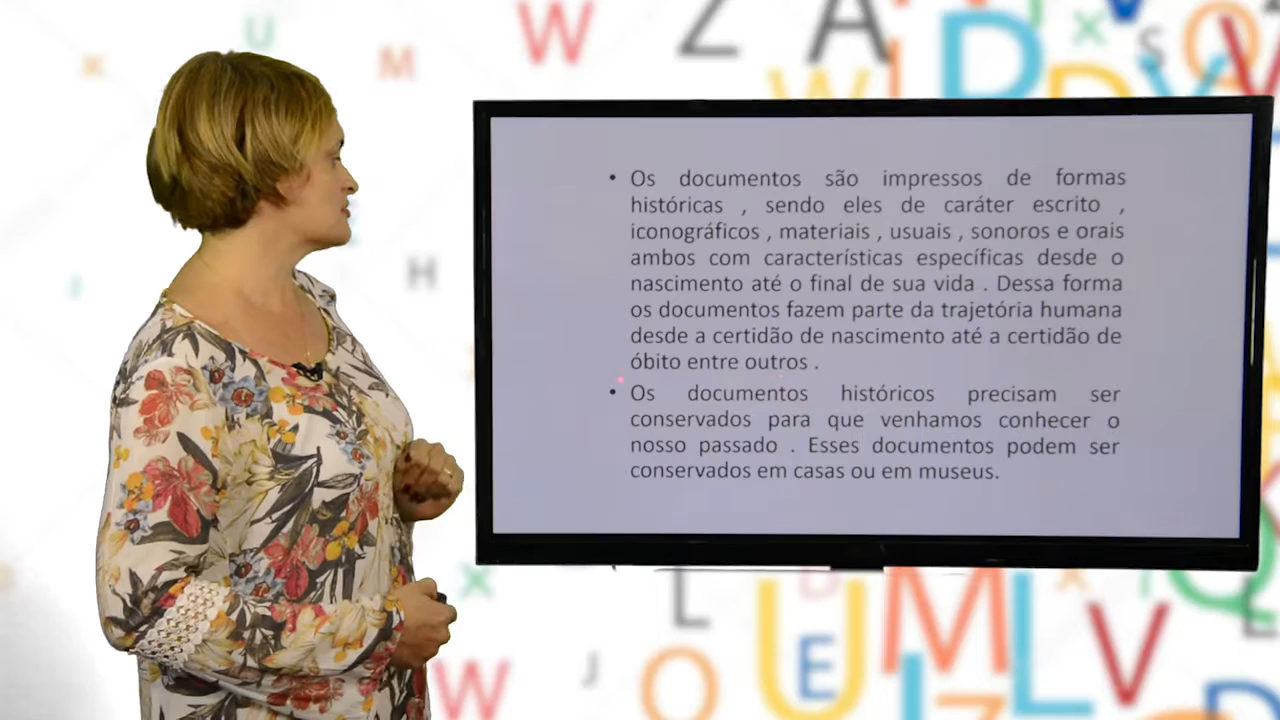 • Os documentos são impressos de formas
históricas , sendo eles de caráter escrito ,
iconográficos , materiais , usuais , sonoros e orais
ambos com características específicas desde o
nascimento até o final de sua vida . Dessa forma
os documentos fazem parte da trajetória humana
desde a certidão de nascimento até a certidão de
óbito entre outros .
• Os documentos históricos precisam ser
conservados para que venhamos conhecer o
nosso passado . Esses documentos podem ser
conservados em casas ou em museus.